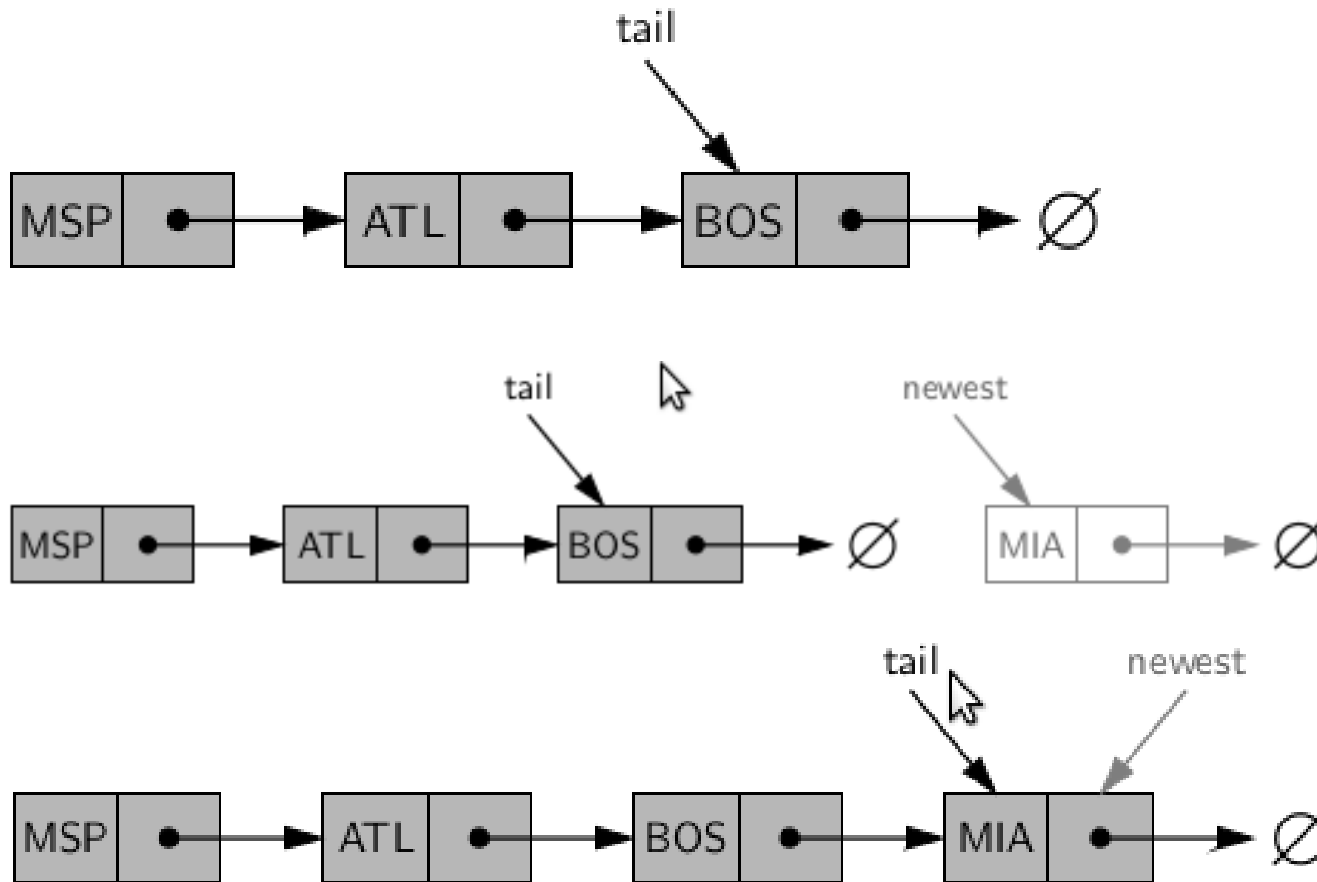 tail
MSP ATL BOS ∅
tail newest
MSP ATL BOS ∅ MIA ∅
tail newest
MSP ATL BOS MIA ∅